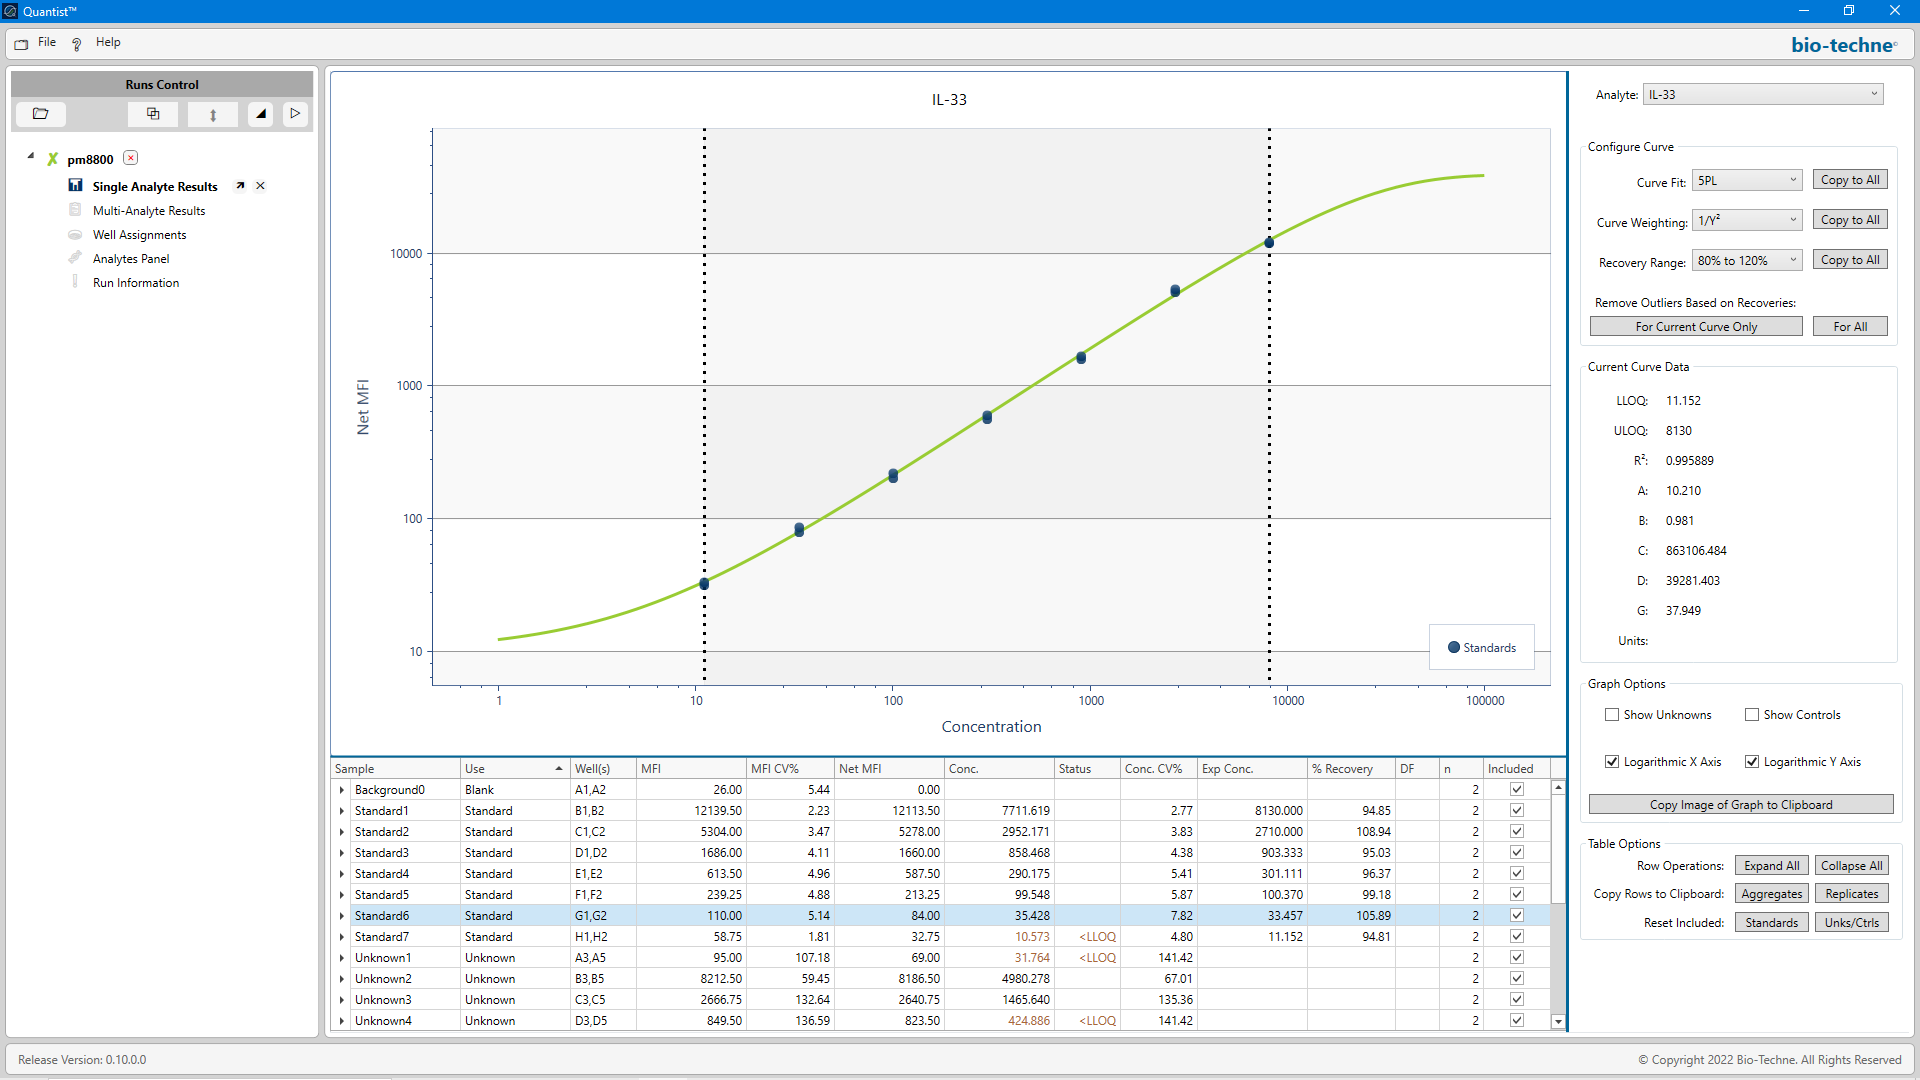 Quantist™
File Help
bio-techne
Runs Control
pm8800
Single Analyte Results
Multi-Analyte Results
Well Assignments
Analytes Panel
Run Information
IL-33
Net MFI
10000
1000
100
10
1 10 100 1000 10000 100000
Concentration
Standards
Sample Use Well(s) MFI MFI CV% Net MFI Conc. Status Conc. CV% Exp Conc. % Recovery DF n Included
Background0 Blank A1,A2 26.00 5.44 0.00 2
Standard1 Standard B1,B2 12139.50 2.23 12113.50 7711.619 2.77 8130.000 94.85 2
Standard2 Standard C1,C2 5304.00 3.47 5278.00 2952.171 3.83 2710.000 108.94 2
Standard3 Standard D1,D2 1686.00 4.11 1660.00 858.468 4.38 903.333 95.03 2
Standard4 Standard E1,E2 613.50 4.96 587.50 290.175 5.41 301.111 96.37 2
Standard5 Standard F1,F2 239.25 4.88 213.25 99.548 5.87 100.370 99.18 2
Standard6 Standard G1,G2 110.00 5.14 84.00 35.428 7.82 33.457 105.89 2
Standard7 Standard H1,H2 58.75 1.81 32.75 10.573 <LLOQ 4.80 11.152 94.81 2
Unknown1 Unknown A3,A5 95.00 107.18 69.00 31.764 <LLOQ 141.42 2
Unknown2 Unknown B3,B5 8212.50 59.45 8186.50 4980.278 67.01 2
Unknown3 Unknown C3,C5 2666.75 132.64 2640.75 1465.640 135.36 2
Unknown4 Unknown D3,D5 849.50 136.59 823.50 424.886 <LLOQ 141.42 2
Analyte: IL-33
Configure Curve
Curve Fit: 5PL Copy to All
Curve Weighting: 1/Y² Copy to All
Recovery Range: 80% to 120% Copy to All
Remove Outliers Based on Recoveries:
For Current Curve Only For All
Current Curve Data
LLOQ: 11.152
ULOQ: 8130
R²: 0.995889
A: 10.210
B: 0.981
C: 863106.484
D: 39281.403
G: 37.949
Units:
Graph Options
Show Unknowns Show Controls
Logarithmic X Axis Logarithmic Y Axis
Copy Image of Graph to Clipboard
Table Options
Row Operations: Expand All Collapse All
Copy Rows to Clipboard: Aggregates Replicates
Reset Included: Standards Unks/Ctrls
Release Version: 0.10.0.0
© Copyright 2022 Bio-Techne. All Rights Reserved